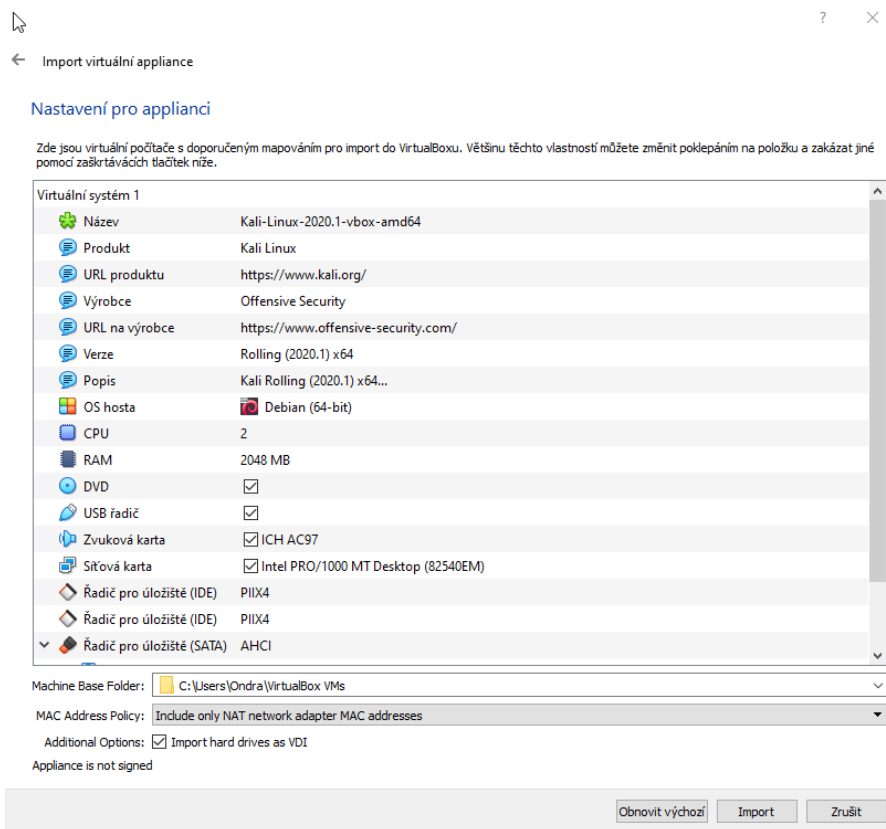 ?
Import virtuální appliance
Nastavení pro applianci
Zde jsou virtuální počítače s doporučeným mapováním pro import do VirtualBoxu. Většinu těchto vlastností můžete změnit poklepáním na položku a zakázat jiné
pomocí zaškrtávácích tlačítek níže.
Virtuální systém 1
Název Kali-Linux-2020.1-vbox-amd64
Produkt Kali Linux
URL produktu https://www.kali.org/
Výrobce Offensive Security
URL na výrobce https://www.offensive-security.com/
Verze Rolling (2020.1) x64
Popis Kali Rolling (2020.1) x64...
OS hosta Debian (64-bit)
CPU 2
RAM 2048 MB
DVD
USB řadič
Zvuková karta ICH AC97
Síťová karta Intel PRO/1000 MT Desktop (82540EM)
Řadič pro úložiště (IDE) PIIX4
Řadič pro úložiště (IDE) PIIX4
Řadič pro úložiště (SATA) AHCI
Machine Base Folder: C:\Users\Ondra\VirtualBox VMs
MAC Address Policy: Include only NAT network adapter MAC addresses
Additional Options: Import hard drives as VDI
Appliance is not signed
Obnovit výchozí Import Zrušit